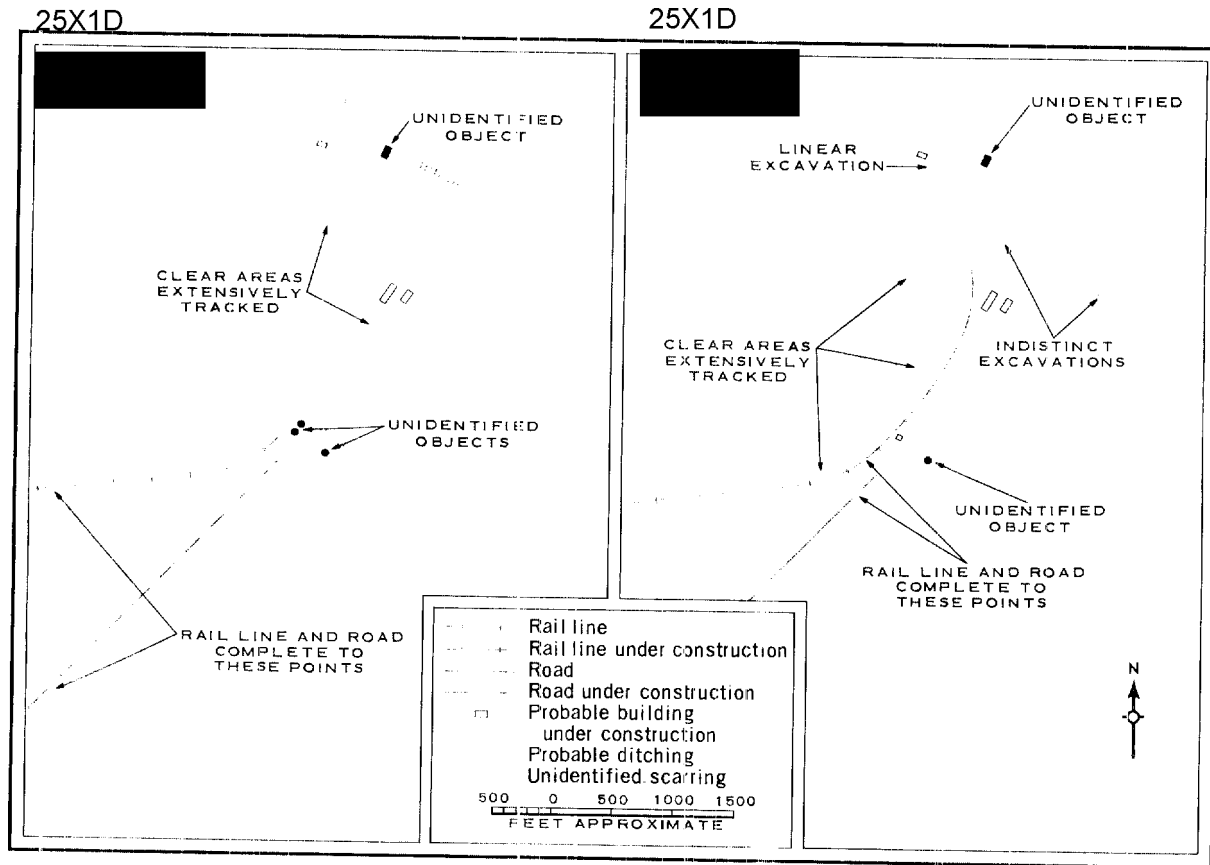 25X1D
25X1D
UNIDENTIFIED
OBJECT
CLEAR AREAS
EXTENSIVELY
TRACKED
UNIDENTIFIED
OBJECTS
RAIL LINE AND ROAD
COMPLETE TO
THESE POINTS
UNIDENTIFIED
OBJECT
LINEAR
EXCAVATION
CLEAR AREAS
EXTENSIVELY
TRACKED
INDISTINCT
EXCAVATIONS
UNIDENTIFIED
OBJECT
RAIL LINE AND ROAD
COMPLETE TO
THESE POINTS
Rail line
Rail line under construction
Road
Road under construction
Probable building
under construction
Probable ditching
Unidentified scarring
500 0 500 1000 1500
FEET APPROXIMATE
N